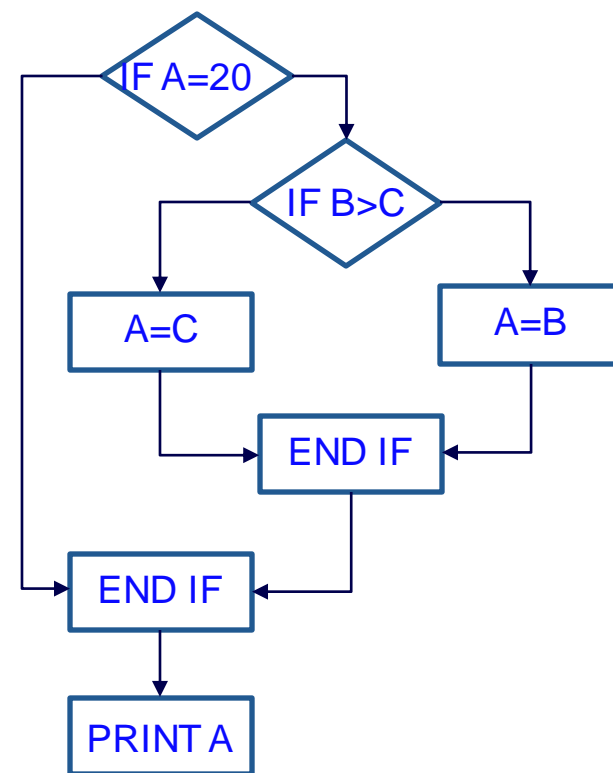 IF A=20
IF B>C
A=C
A=B
END IF
END IF
PRINT A